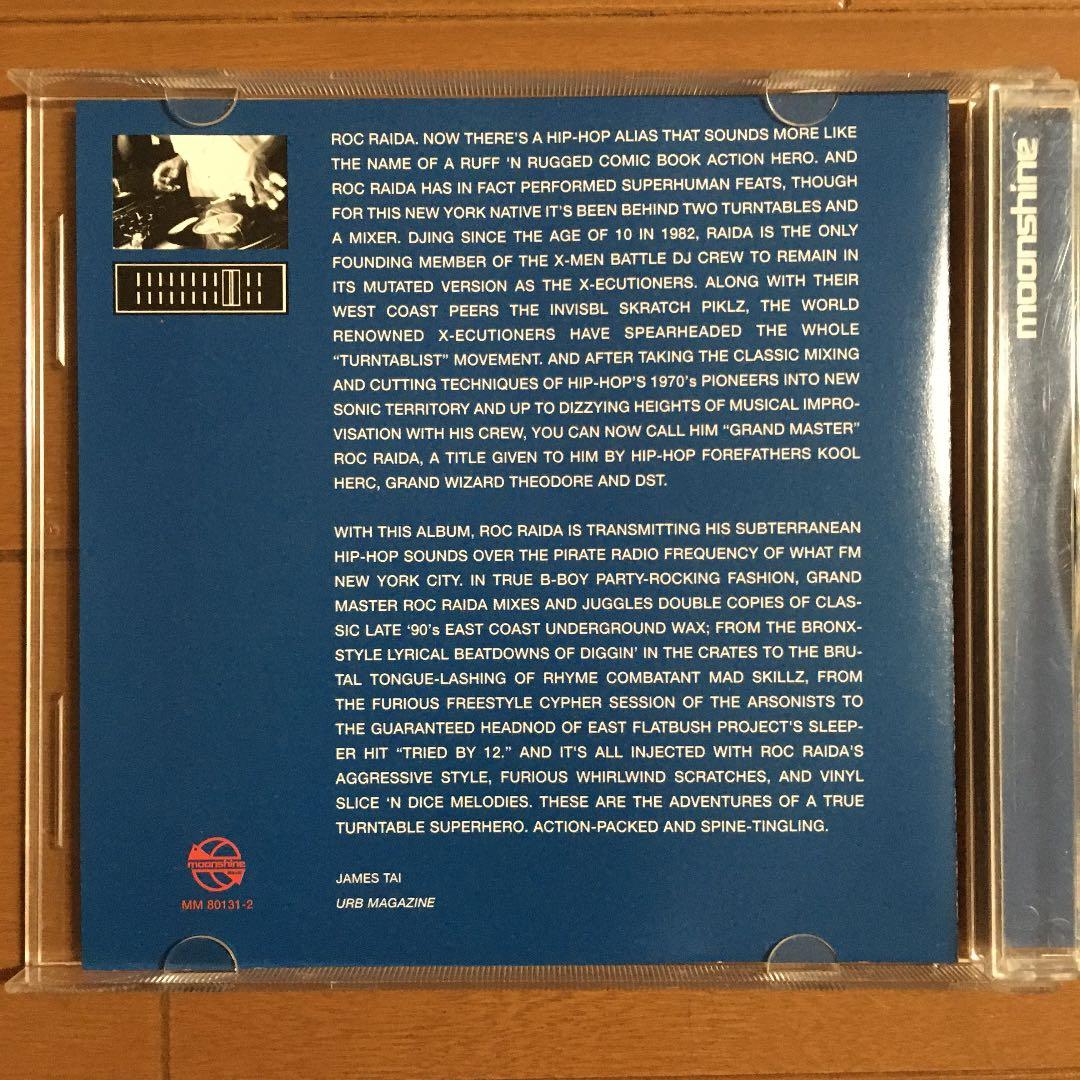 ROC RAIDA. NOW THERE'S A HIP-HOP ALIAS THAT SOUNDS MORE LIKE
THE NAME OF A RUFF 'N RUGGED COMIC BOOK ACTION HERO. AND
ROC RAIDA HAS IN FACT PERFORMED SUPERHUMAN FEATS, THOUGH
FOR THIS NEW YORK NATIVE IT'S BEEN BEHIND TWO TURNTABLES AND
A MIXER. DJING SINCE THE AGE OF 10 IN 1982, RAIDA IS THE ONLY
FOUNDING MEMBER OF THE X-MEN BATTLE DJ CREW TO REMAIN IN
ITS MUTATED VERSION AS THE X-ECUTIONERS. ALONG WITH THEIR
WEST COAST PEERS THE INVISBL SKRATCH PIKLZ, THE WORLD
RENOWNED X-ECUTIONERS HAVE SPEARHEADED THE WHOLE
“TURNTABLIST” MOVEMENT. AND AFTER TAKING THE CLASSIC MIXING
AND CUTTING TECHNIQUES OF HIP-HOP'S 1970's PIONEERS INTO NEW
SONIC TERRITORY AND UP TO DIZZYING HEIGHTS OF MUSICAL IMPRO-
VISATION WITH HIS CREW, YOU CAN NOW CALL HIM “GRAND MASTER”
ROC RAIDA, A TITLE GIVEN TO HIM BY HIP-HOP FOREFATHERS KOOL
HERC, GRAND WIZARD THEODORE AND DST.
WITH THIS ALBUM, ROC RAIDA IS TRANSMITTING HIS SUBTERRANEAN
HIP-HOP SOUNDS OVER THE PIRATE RADIO FREQUENCY OF WHAT FM
NEW YORK CITY. IN TRUE B-BOY PARTY-ROCKING FASHION, GRAND
MASTER ROC RAIDA MIXES AND JUGGLES DOUBLE COPIES OF CLAS-
SIC LATE '90's EAST COAST UNDERGROUND WAX; FROM THE BRONX-
STYLE LYRICAL BEATDOWNS OF DIGGIN' IN THE CRATES TO THE BRU-
TAL TONGUE-LASHING OF RHYME COMBATANT MAD SKILLZ, FROM
THE FURIOUS FREESTYLE CYPHER SESSION OF THE ARSONISTS TO
THE GUARANTEED HEADNOD OF EAST FLATBUSH PROJECT'S SLEEP-
ER HIT “TRIED BY 12.” AND IT'S ALL INJECTED WITH ROC RAIDA'S
AGGRESSIVE STYLE, FURIOUS WHIRLWIND SCRATCHES, AND VINYL
SLICE 'N DICE MELODIES. THESE ARE THE ADVENTURES OF A TRUE
TURNTABLE SUPERHERO. ACTION-PACKED AND SPINE-TINGLING.
JAMES TAI
URB MAGAZINE
moonshine
MM 80131-2
moonshine